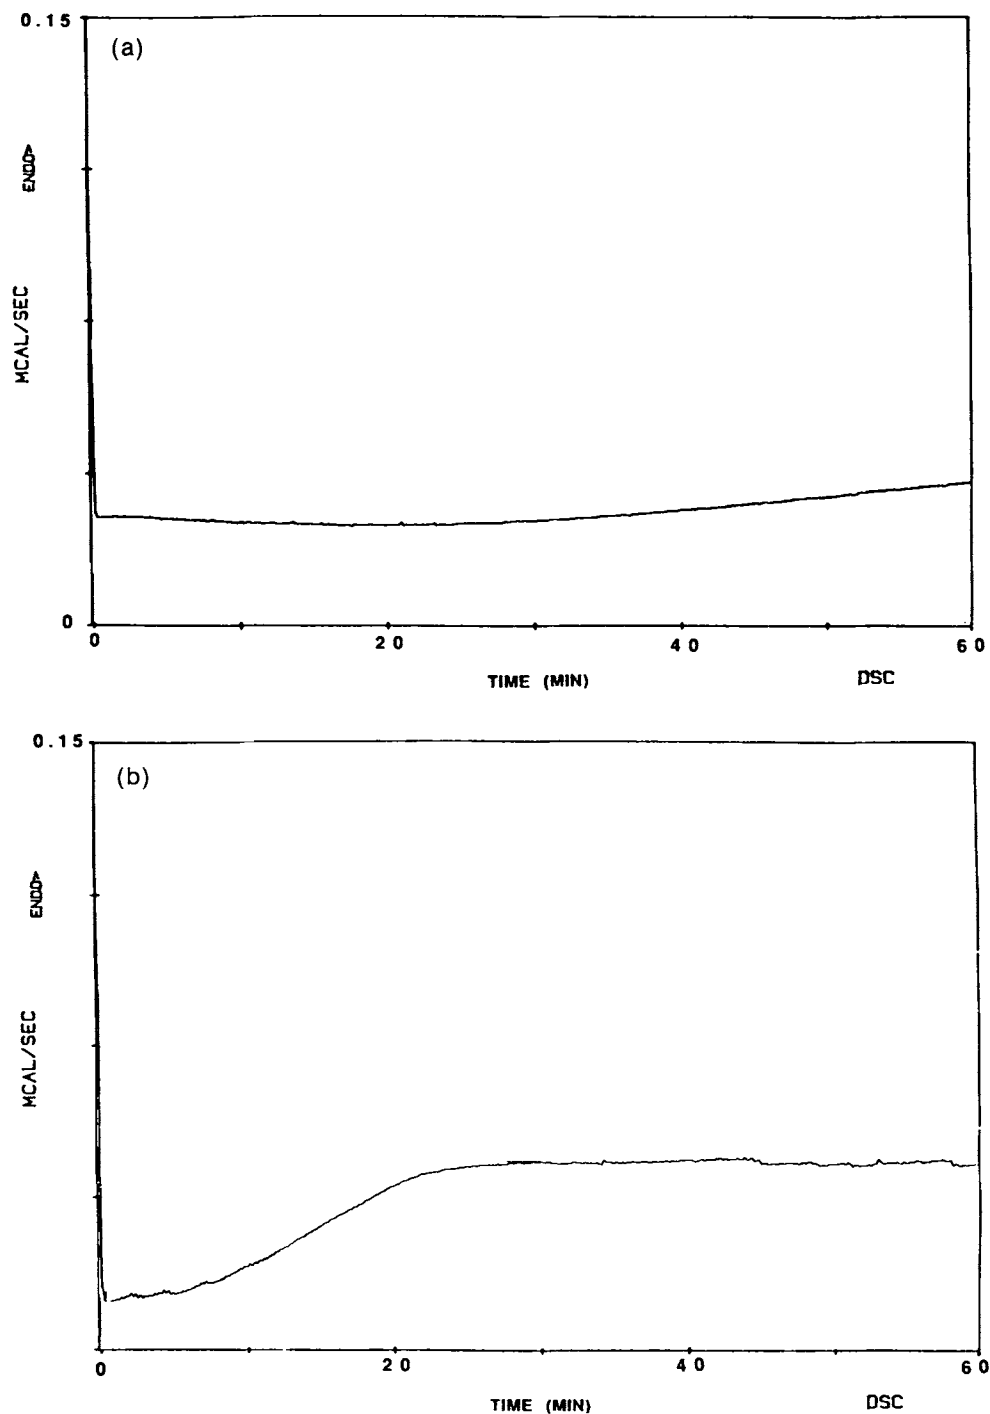 0.15
(a)
ENDO>
MCAL/SEC
0
0 20 40 60
TIME (MIN)
DSC
0.15
(b)
ENDO>
MCAL/SEC
0 20 40 60
TIME (MIN)
DSC